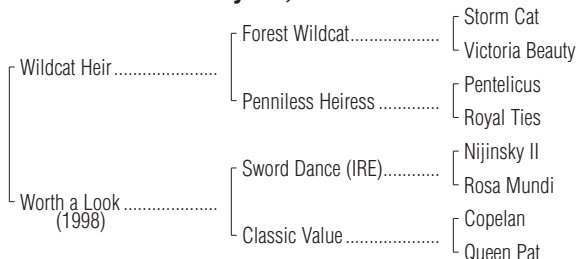 Storm Cat
Forest Wildcat
Victoria Beauty
Wildcat Heir
Pentelicus
Penniless Heiress
Royal Ties
Nijinsky II
Sword Dance (IRE)
Rosa Mundi
Worth a Look
(1998)
Copelan
Classic Value
Queen Pat